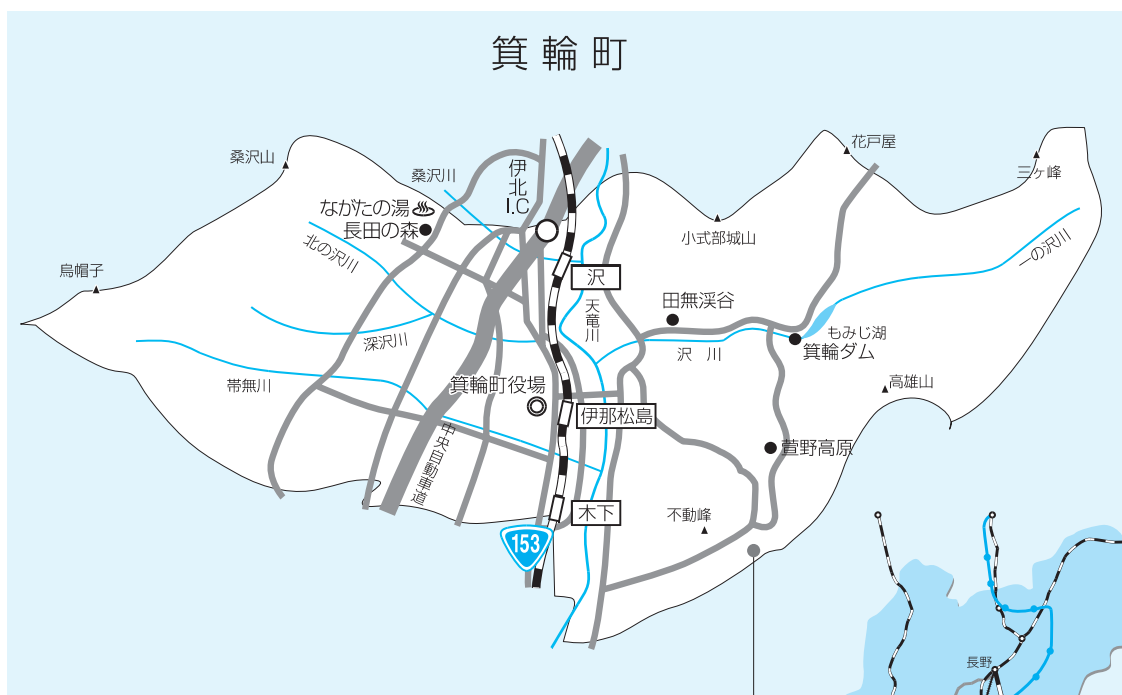 箕輪町
花戸屋
桑沢山
桑沢川
伊北
I.C
三ヶ峰
ながたの湯
長田の森
北の沢川
小式部城山
一の沢川
烏帽子
沢
田無渓谷
天竜川
もみじ湖
深沢川
沢川
箕輪ダム
帯無川
箕輪町役場
高雄山
伊那松島
中央自動車道
萱野高原
木下
不動峰
153
長野